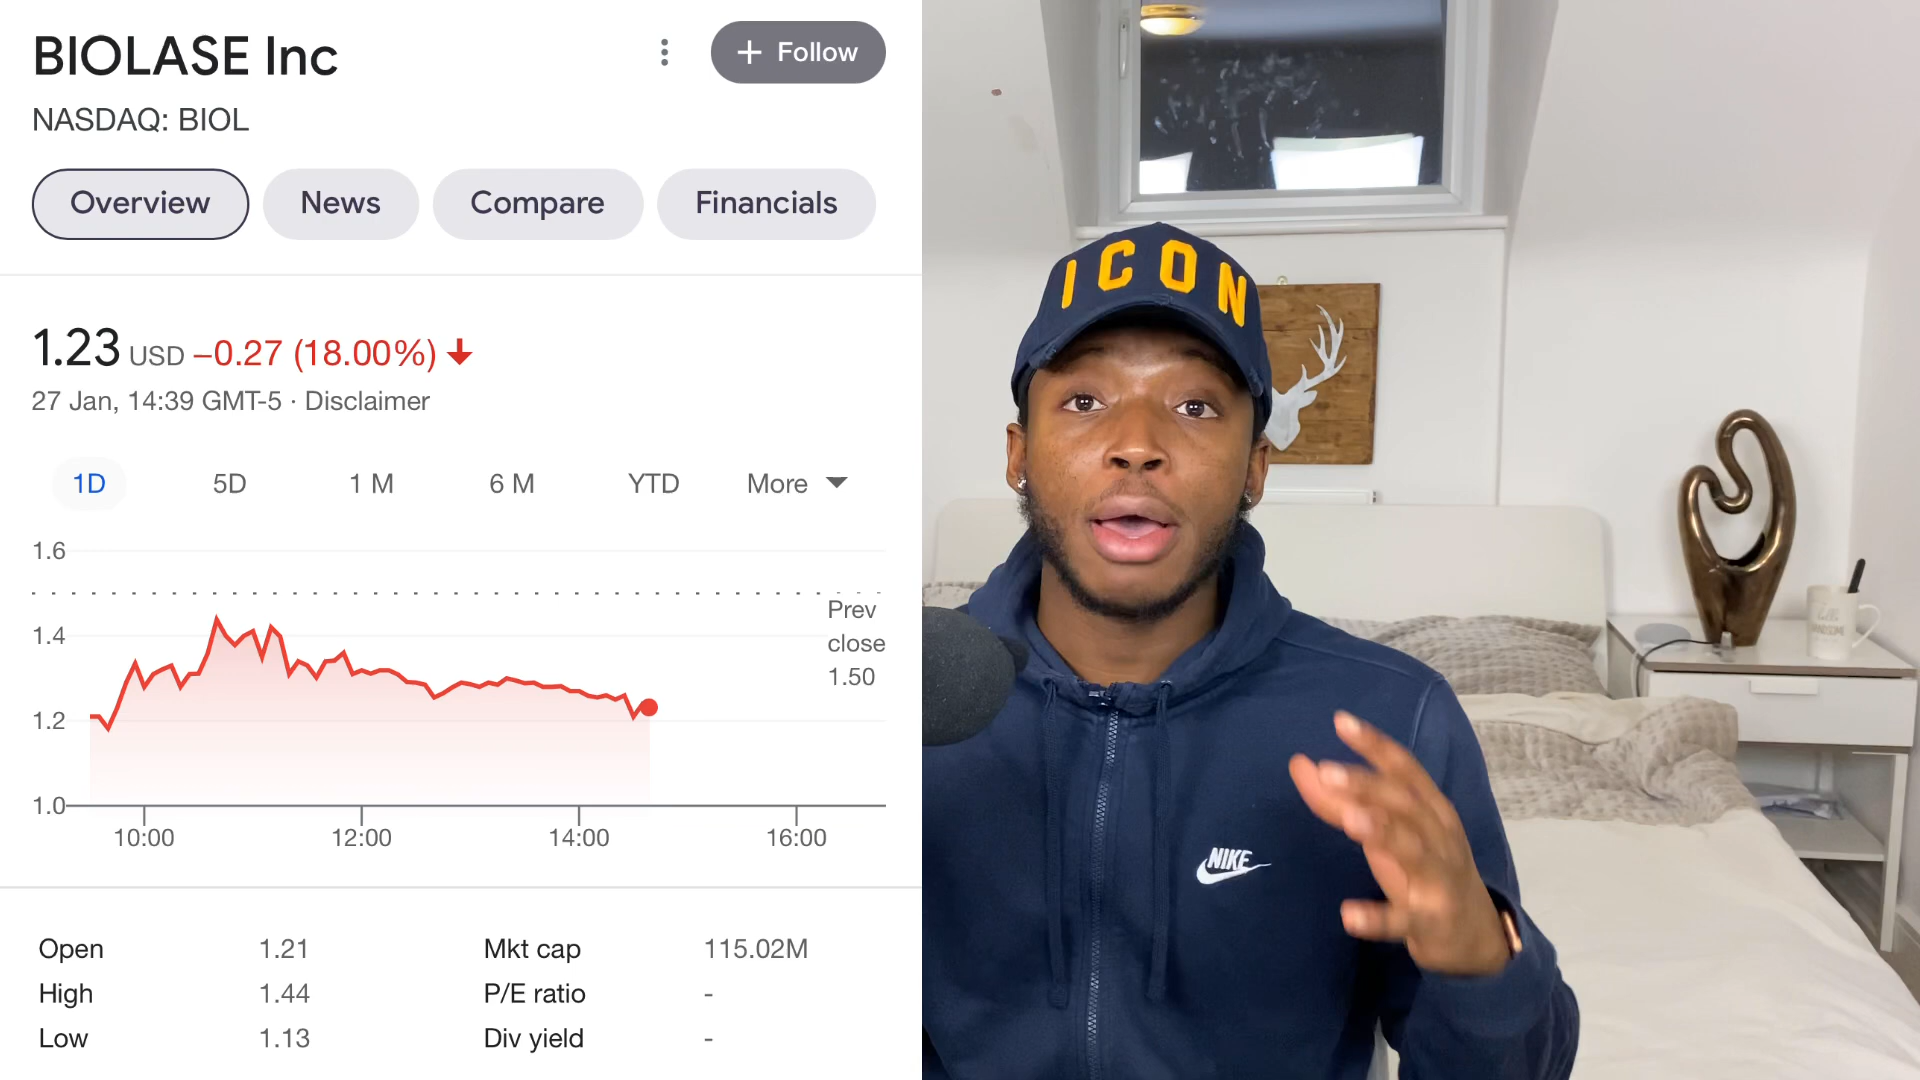 BIOLASE Inc
+ Follow
NASDAQ: BIOL
Overview
News
Compare
Financials
1.23 USD −0.27 (18.00%)
27 Jan, 14:39 GMT-5 · Disclaimer
1D
5D
1 M
6 M
YTD
More
1.6
1.4
1.2
1.0
Prev
close
1.50
10:00
12:00
14:00
16:00
Open 1.21
High 1.44
Low 1.13
Mkt cap 115.02M
P/E ratio -
Div yield -
ICON
NIKE